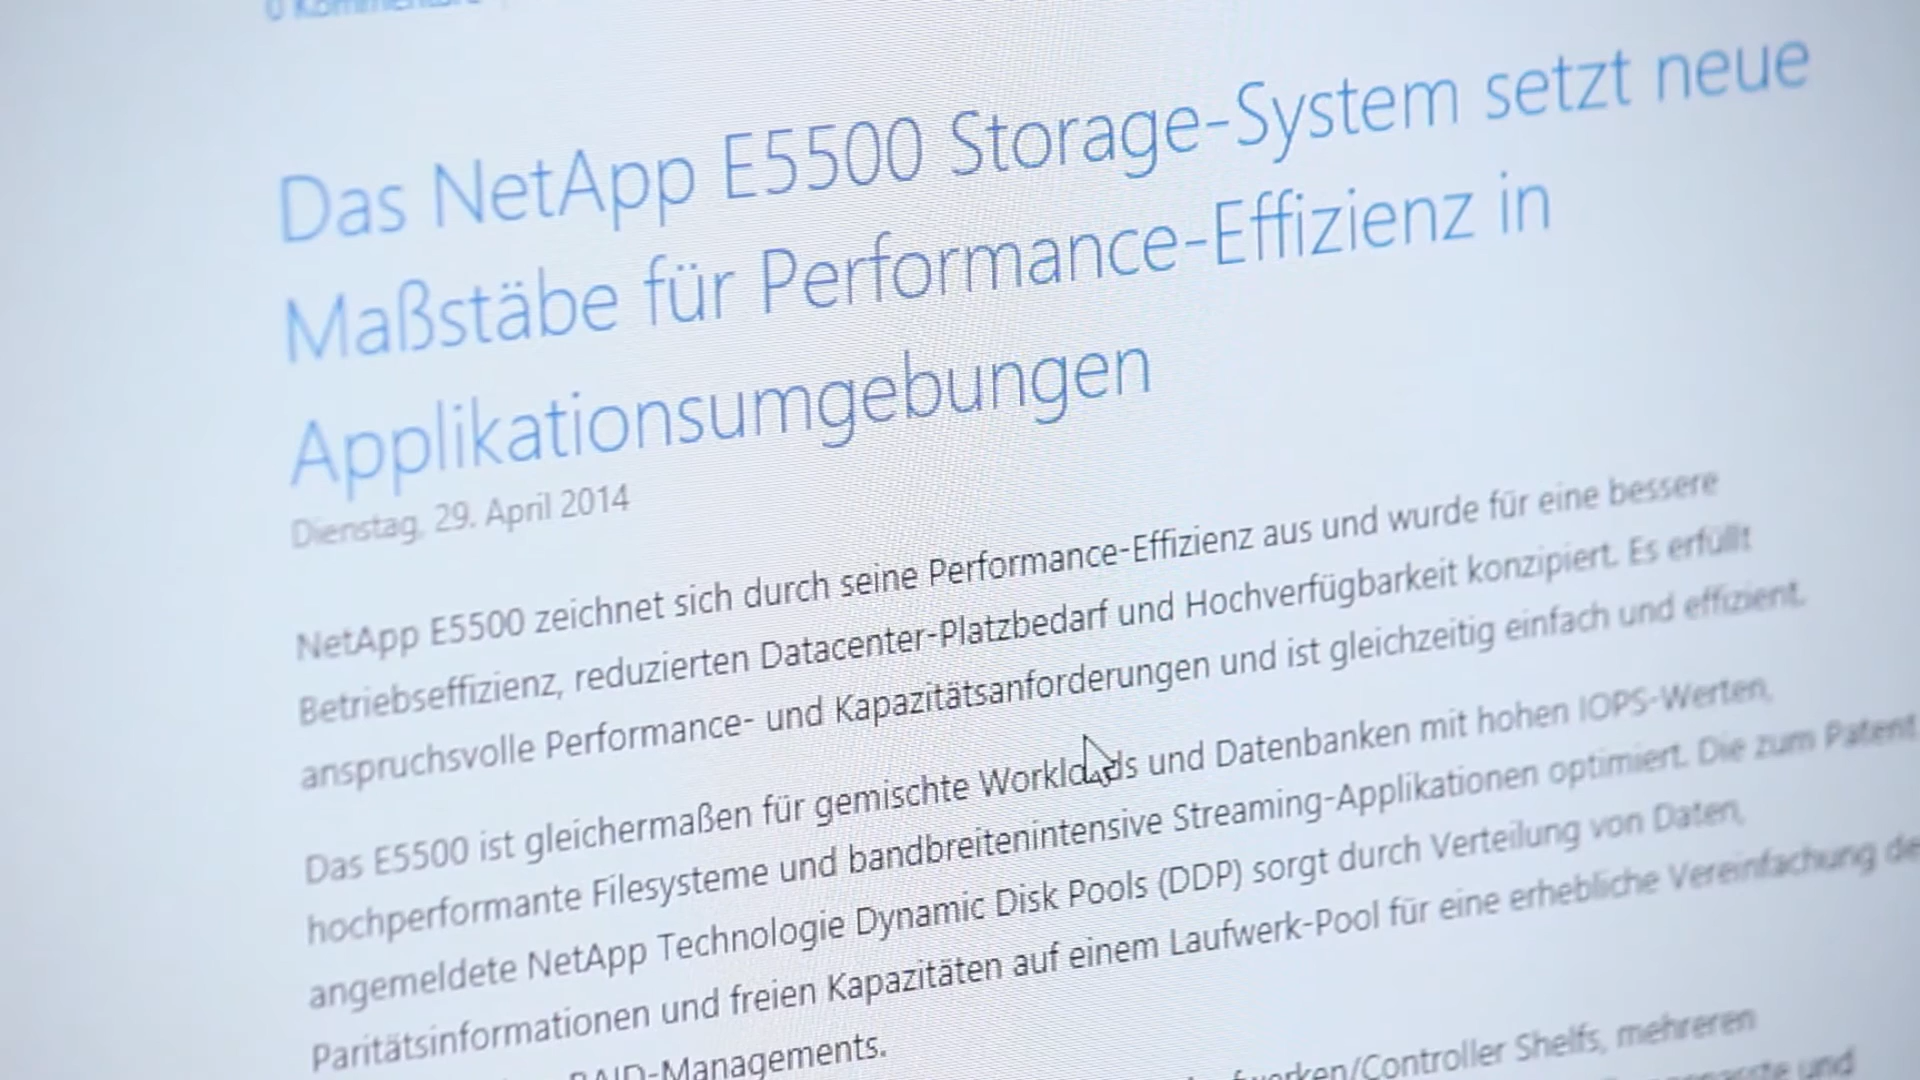 0 Kommentare
Das NetApp E5500 Storage-System setzt neue
Maßstäbe für Performance-Effizienz in
Applikationsumgebungen
Dienstag, 29. April 2014
NetApp E5500 zeichnet sich durch seine Performance-Effizienz aus und wurde für eine bessere
Betriebseffizienz, reduzierten Datacenter-Platzbedarf und Hochverfügbarkeit konzipiert. Es erfüllt
anspruchsvolle Performance- und Kapazitätsanforderungen und ist gleichzeitig einfach und effizient.
Das E5500 ist gleichermaßen für gemischte Workloads und Datenbanken mit hohen IOPS-Werten,
hochperformante Filesysteme und bandbreitenintensive Streaming-Applikationen optimiert. Die zum Patent
angemeldete NetApp Technologie Dynamic Disk Pools (DDP) sorgt durch Verteilung von Daten,
Paritätsinformationen und freien Kapazitäten auf einem Laufwerk-Pool für eine erhebliche Vereinfachung de
RAID-Managements.
/Controller Shelfs, mehreren
und